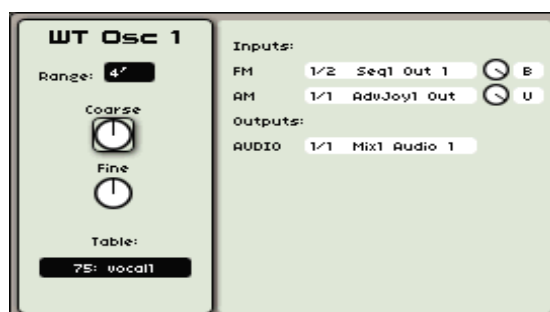 WT Osc 1
Range: 4'
Coarse
Fine
Table:
75: vocal1
Inputs:
FM 1/2 Seq1 Out 1 B
AM 1/1 AdvJoy1 Out U
Outputs:
AUDIO 1/1 Mix1 Audio 1